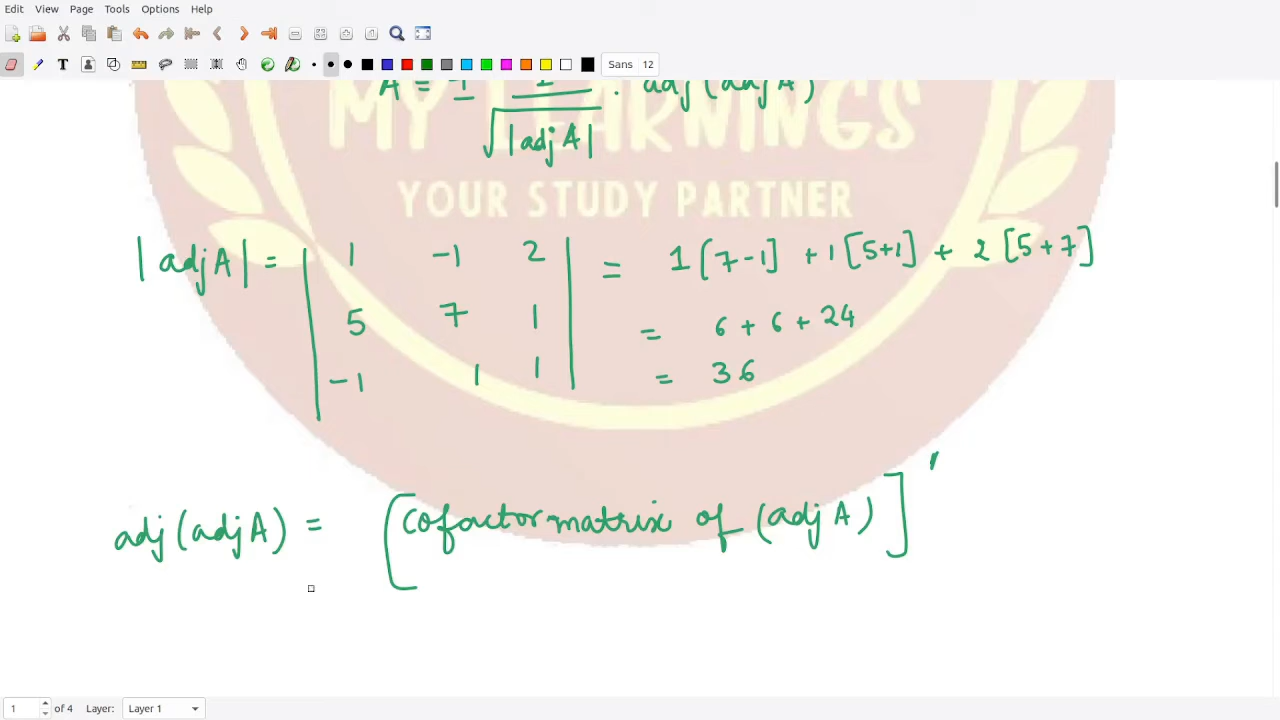 Edit View Page Tools Options Help
Sans 12
A = ± 1/√|adj A| . adj (adj A)
MY LEARNINGS
YOUR STUDY PARTNER
|adj A| = | 1 -1 2 | = 1 [7-1] +1 [5+1] + 2 [5+7]
5 7 1 = 6 + 6 + 24
-1 1 1 = 36
adj (adj A) = [cofactor matrix of (adj A)]'
1 of 4 Layer: Layer 1